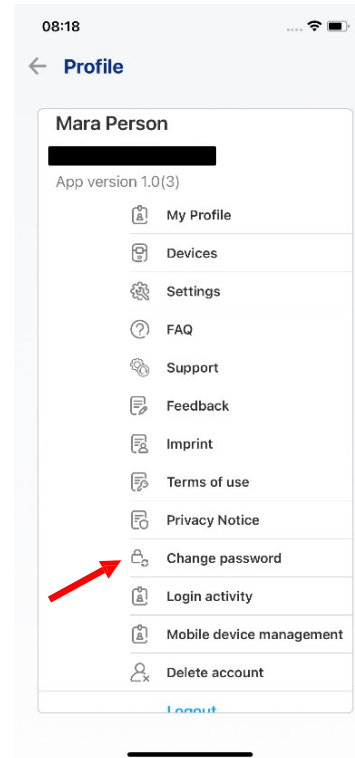 08:18
Profile
Mara Person
App version 1.0(3)
My Profile
Devices
Settings
FAQ
Support
Feedback
Imprint
Terms of use
Privacy Notice
Change password
Login activity
Mobile device management
Delete account
Logout